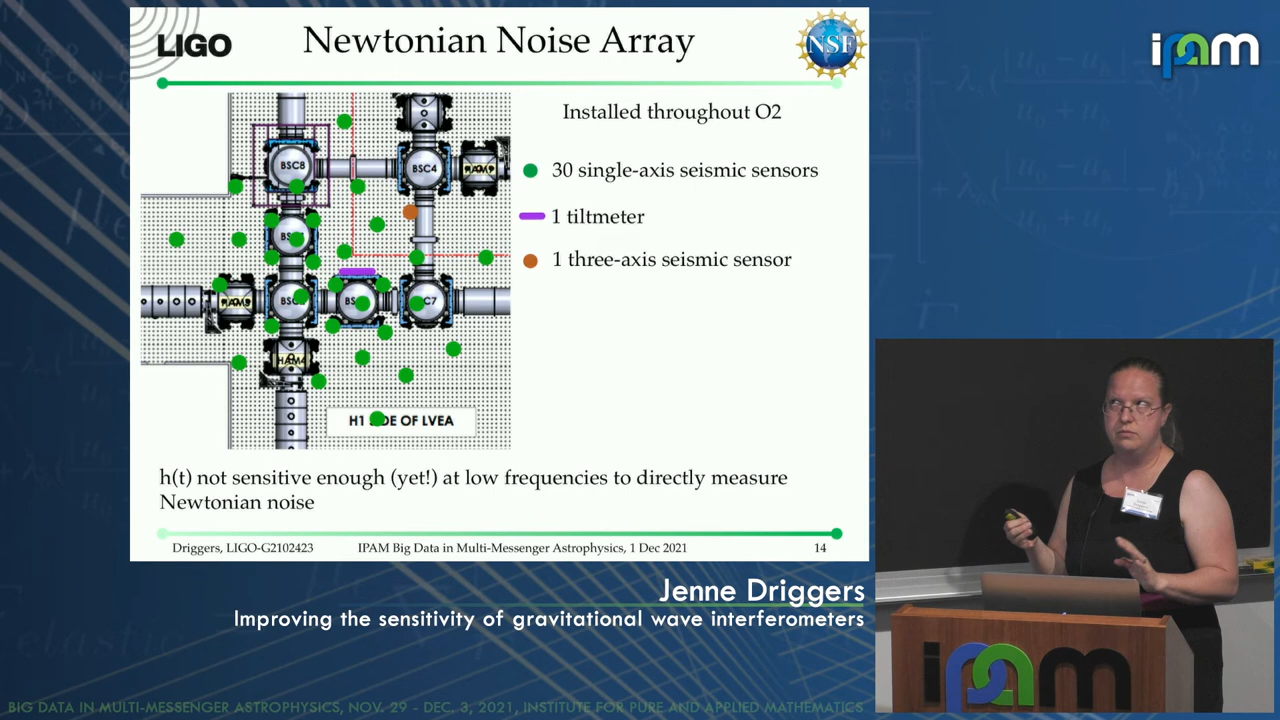 LIGO
Newtonian Noise Array
NSF
ipam
Installed throughout O2
30 single-axis seismic sensors
1 tiltmeter
1 three-axis seismic sensor
BSC8
BSC4
H1 SIDE OF LVEA
h(t) not sensitive enough (yet!) at low frequencies to directly measure
Newtonian noise
Driggers, LIGO-G2102423
IPAM Big Data in Multi-Messenger Astrophysics, 1 Dec 2021
14
Jenne Driggers
Improving the sensitivity of gravitational wave interferometers
ipam
BIG DATA IN MULTI-MESSENGER ASTROPHYSICS, NOV. 29 - DEC. 3, 2021, INSTITUTE FOR PURE AND APPLIED MATHEMATICS